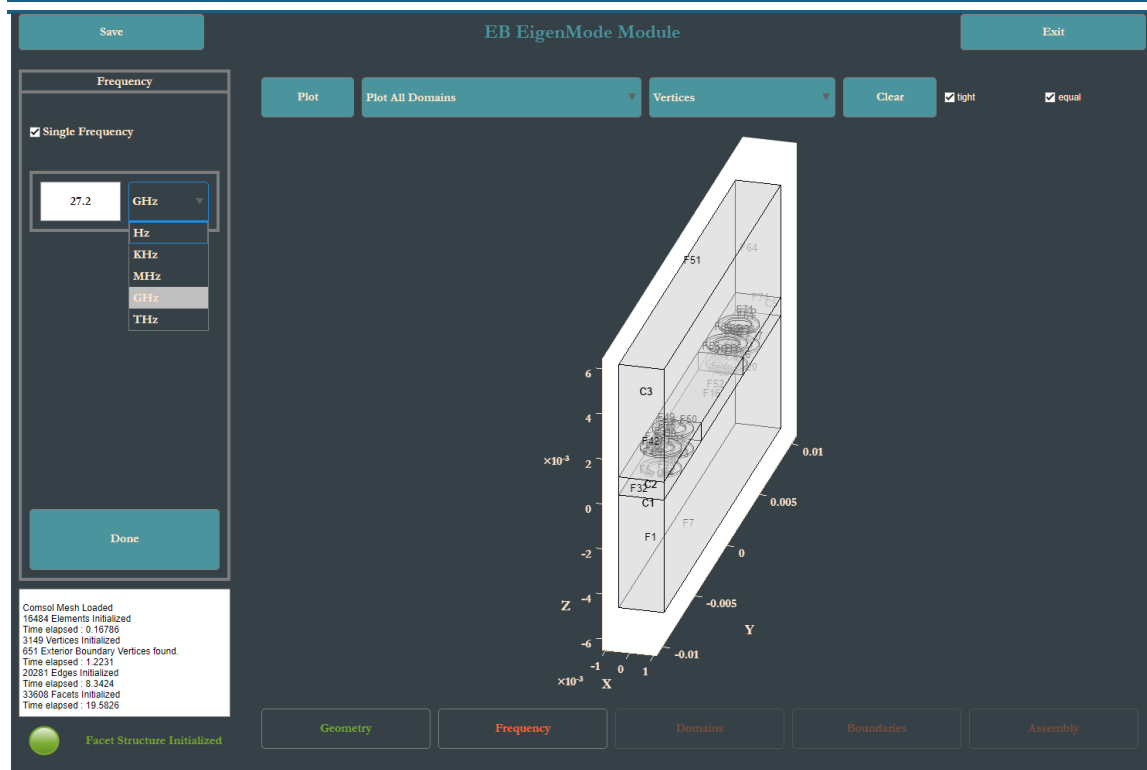 Save
EB EigenMode Module
Exit
Frequency
Plot
Plot All Domains
Vertices
Clear
tight
equal
Single Frequency
27.2
GHz
Hz
KHz
MHz
GHz
THz
Done
F64
F51
F71
C3
F52
F16
F50
F42
F32
C2
C1
F1
F7
6
4
×10⁻³
2
0
-2
Z
-4
-6
0.01
0.005
0
-0.005
-0.01
Y
-1
0
1
×10⁻³
X
Comsol Mesh Loaded
16484 Elements Initialized
Time elapsed : 0.16786
3149 Vertices Initialized
651 Exterior Boundary Vertices found.
Time elapsed : 1.2231
20281 Edges Initialized
Time elapsed : 8.3424
33608 Facets Initialized
Time elapsed : 19.5826
Facet Structure Initialized
Geometry
Frequency
Domains
Boundaries
Assembly